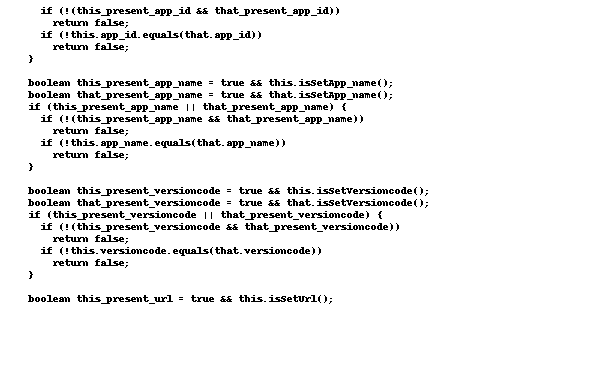 if (!(this_present_app_id && that_present_app_id))
return false;
if (!this.app_id.equals(that.app_id))
return false;
}
boolean this_present_app_name = true && this.isSetApp_name();
boolean that_present_app_name = true && that.isSetApp_name();
if (this_present_app_name || that_present_app_name) {
if (!(this_present_app_name && that_present_app_name))
return false;
if (!this.app_name.equals(that.app_name))
return false;
}
boolean this_present_versioncode = true && this.isSetVersioncode();
boolean that_present_versioncode = true && that.isSetVersioncode();
if (this_present_versioncode || that_present_versioncode) {
if (!(this_present_versioncode && that_present_versioncode))
return false;
if (!this.versioncode.equals(that.versioncode))
return false;
}
boolean this_present_url = true && this.isSetUrl();